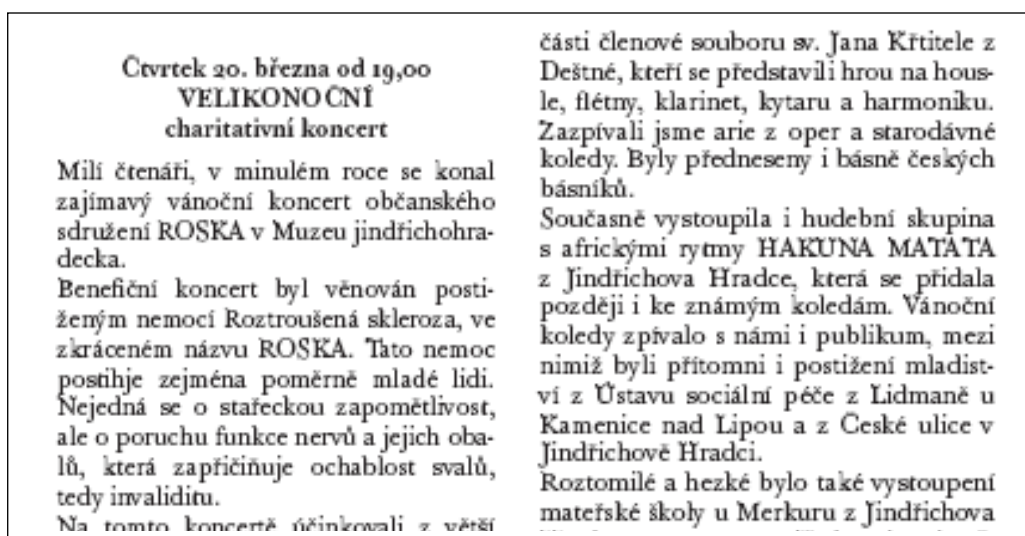 Čtvrtek 20. března od 19,00
VELIKONOČNÍ
charitativní koncert
Milí čtenáři, v minulém roce se konal
zajímavý vánoční koncert občanského
sdružení ROSKA v Muzeu jindřichohra-
decka.
Benefiční koncert byl věnován posti-
ženým nemocí Roztroušená skleroza, ve
zkráceném názvu ROSKA. Tato nemoc
postihje zejména poměrně mladé lidi.
Nejedná se o stařeckou zapomětlivost,
ale o poruchu funkce nervů a jejich oba-
lů, která zapřičiňuje ochablost svalů,
tedy invaliditu.
Na tomto koncertě účinkovali z větší
části členové souboru sv. Jana Křtitele z
Deštné, kteří se představili hrou na hous-
le, flétny, klarinet, kytaru a harmoniku.
Zazpívali jsme arie z oper a starodávné
koledy. Byly předneseny i básně českých
básníků.
Současně vystoupila i hudební skupina
s africkými rytmy HAKUNA MATATA
z Jindřichova Hradce, která se přidala
později i ke známým koledám. Vánoční
koledy zpívalo s námi i publikum, mezi
nimiž byli přítomni i postižení mladist-
ví z Ústavu sociální péče z Lidmaně u
Kamenice nad Lipou a z České ulice v
Jindřichově Hradci.
Roztomilé a hezké bylo také vystoupení
mateřské školy u Merkuru z Jindřichova